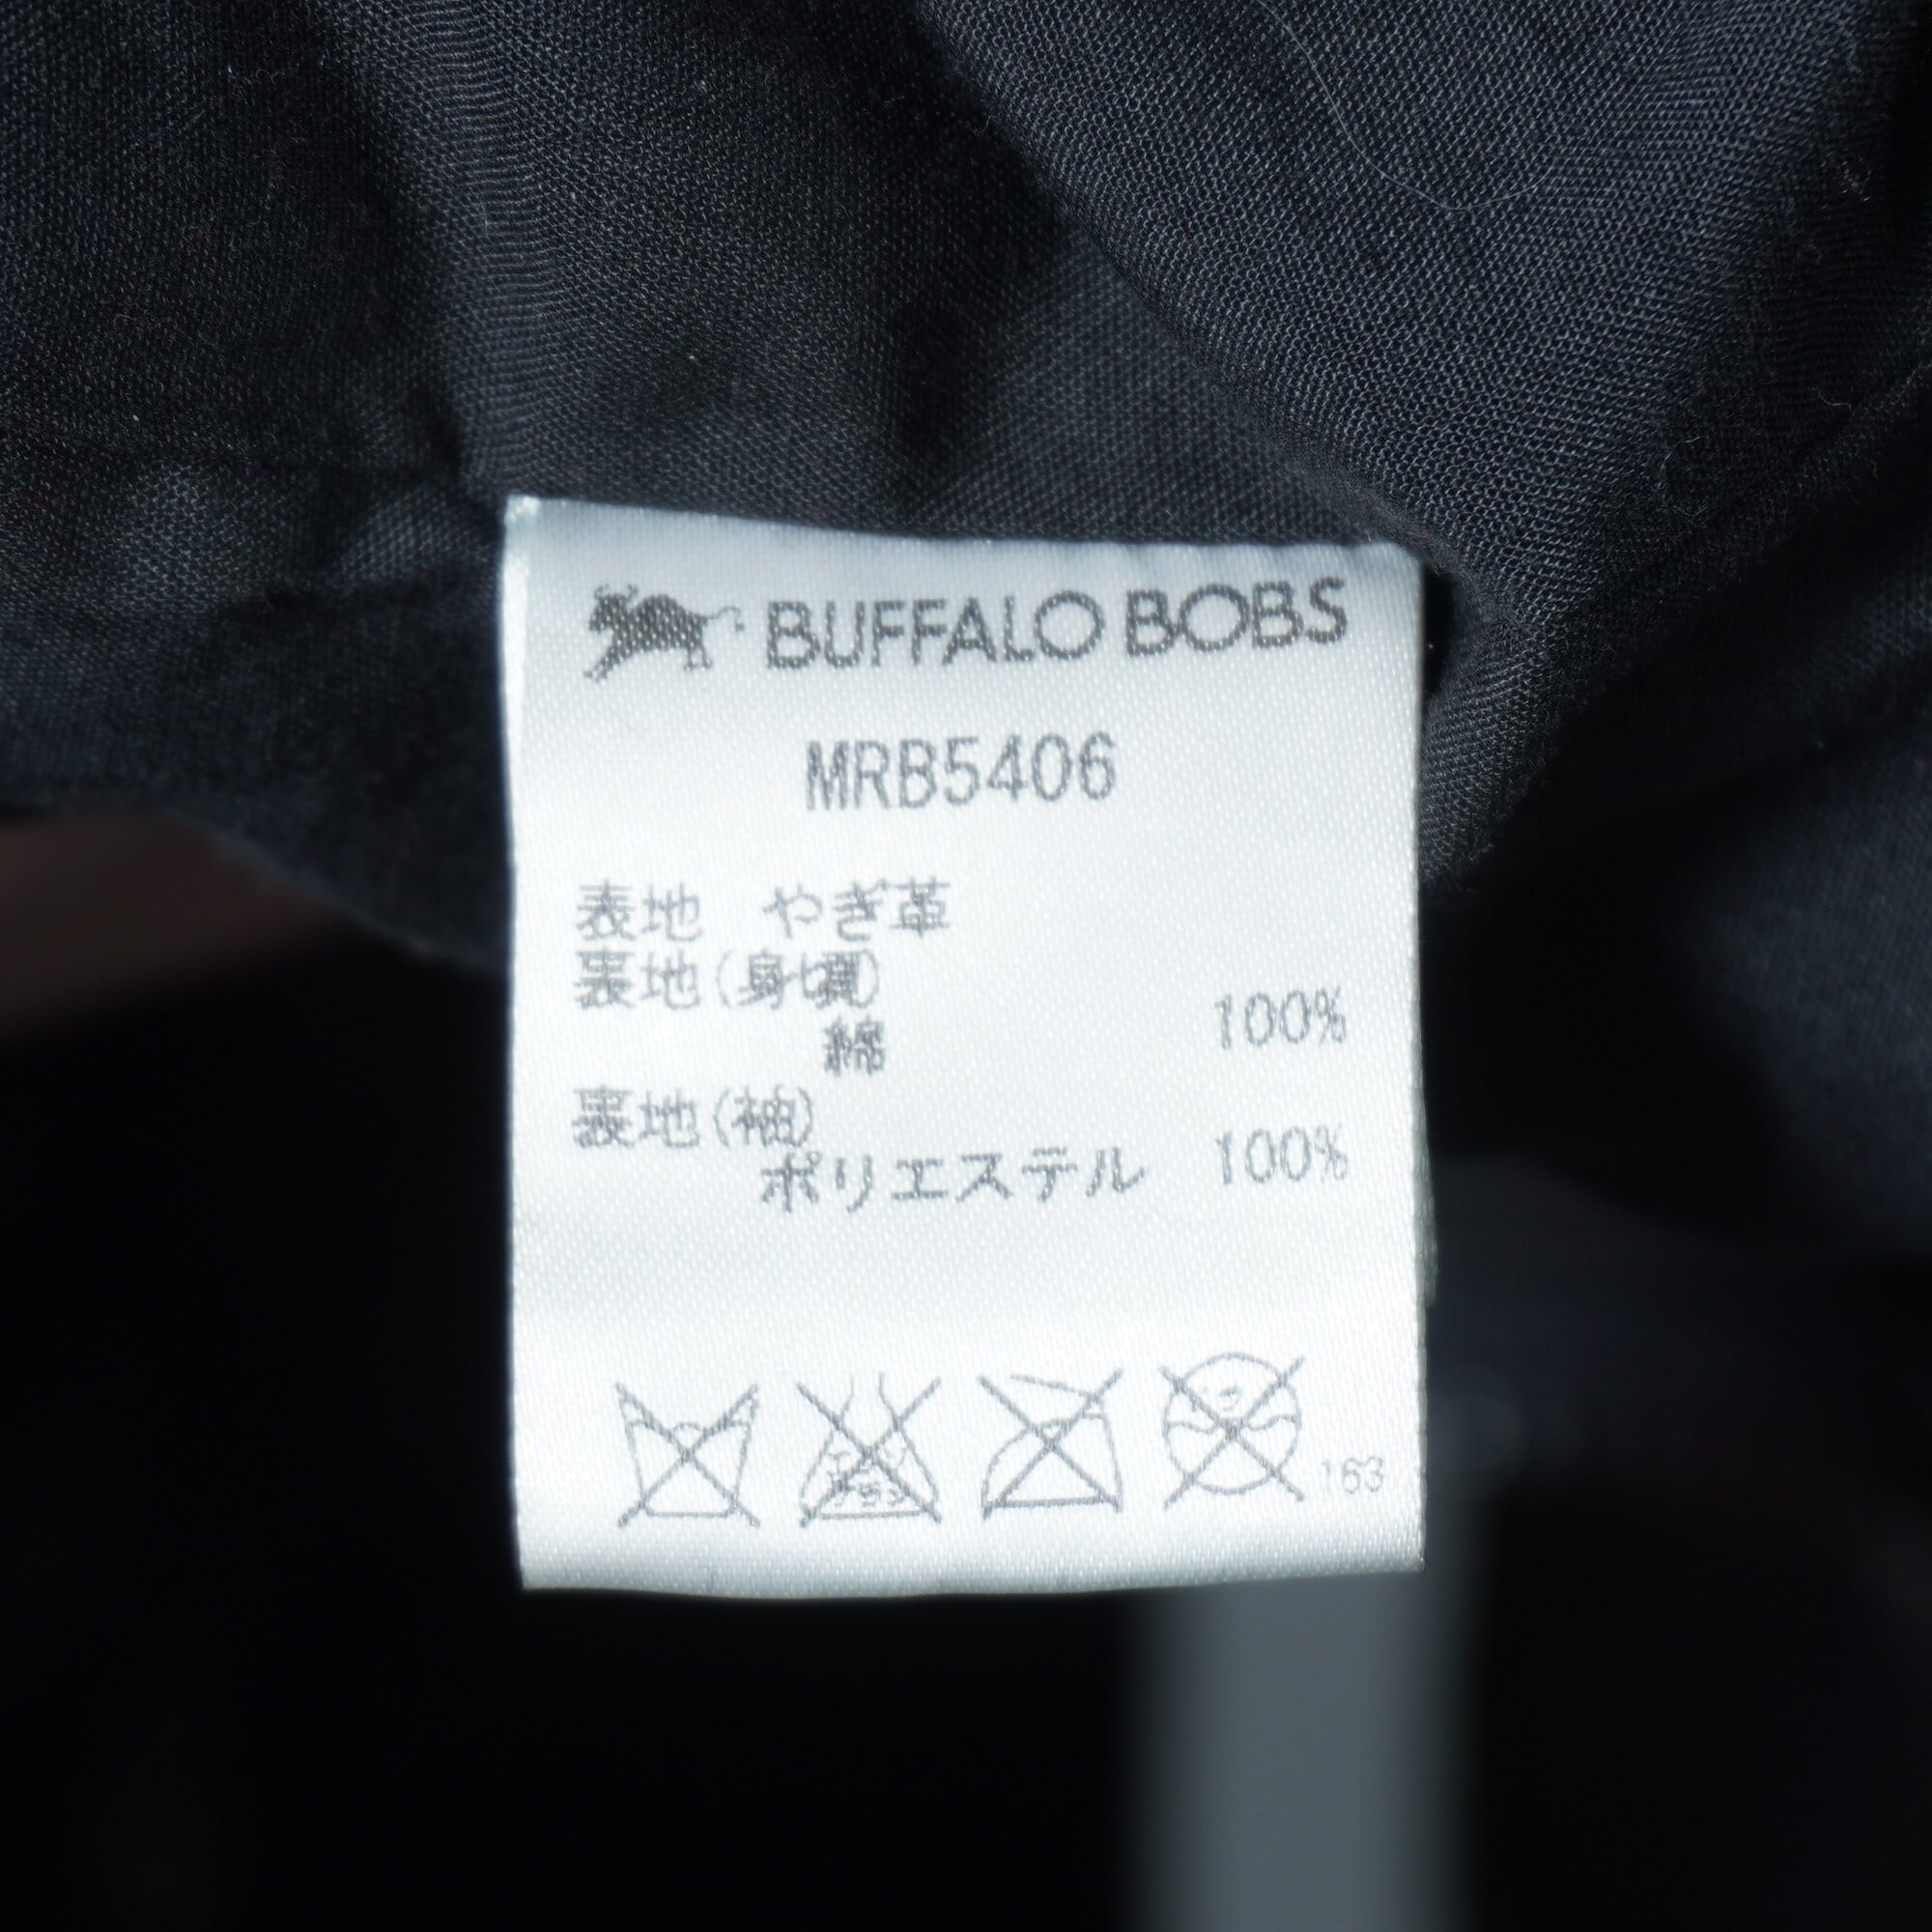 BUFFALO BOBS
MRB5406
表地 やぎ革
裏地(身頃)
綿 100%
裏地(袖)
ポリエステル 100%
163